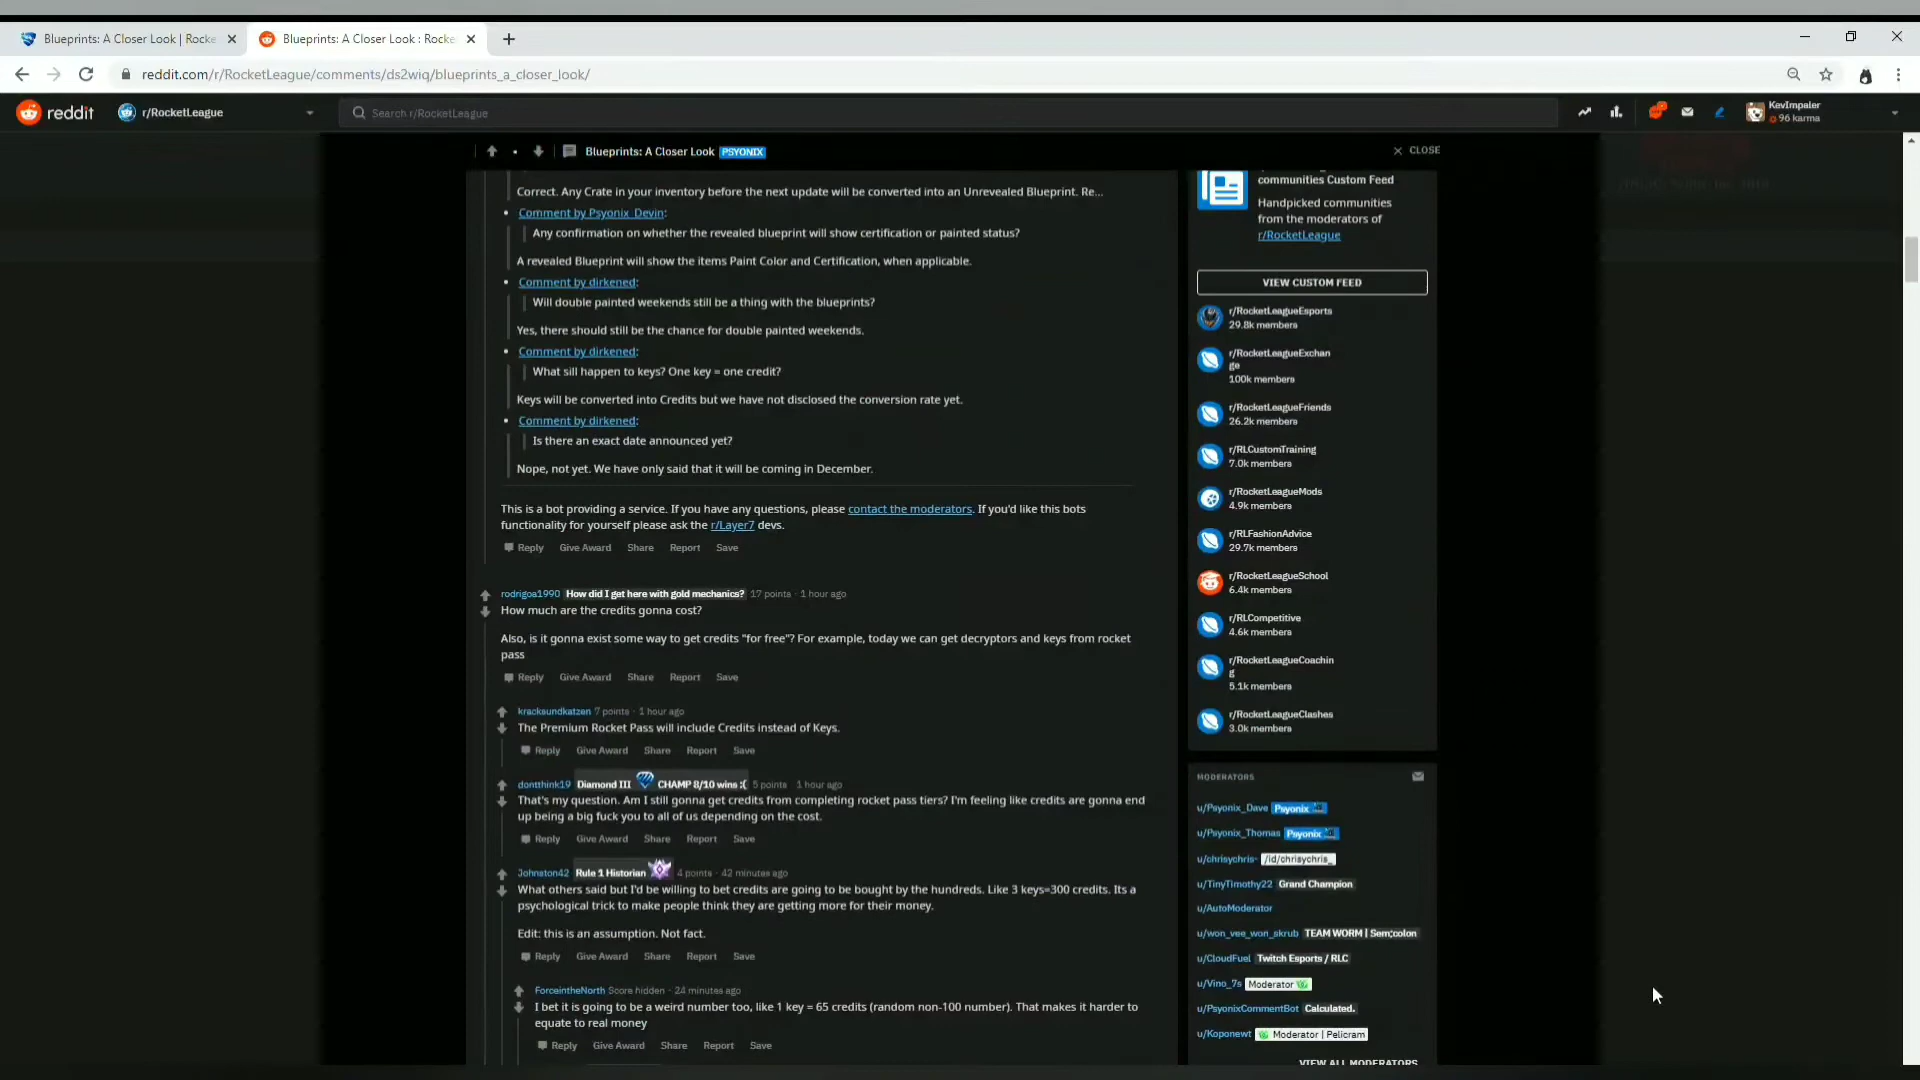 Blueprints: A Closer Look | Rocke
Blueprints: A Closer Look : Rocke
reddit.com/r/RocketLeague/comments/ds2wiq/blueprints_a_closer_look/
reddit
r/RocketLeague
Search r/RocketLeague
KevImpaler
96 karma
Blueprints: A Closer Look PSYONIX
CLOSE
Correct. Any Crate in your inventory before the next update will be converted into an Unrevealed Blueprint. Re...
Comment by Psyonix_Devin:
Any confirmation on whether the revealed blueprint will show certification or painted status?
A revealed Blueprint will show the items Paint Color and Certification, when applicable.
Comment by dirkened:
Will double painted weekends still be a thing with the blueprints?
Yes, there should still be the chance for double painted weekends.
Comment by dirkened:
What sill happen to keys? One key = one credit?
Keys will be converted into Credits but we have not disclosed the conversion rate yet.
Comment by dirkened:
Is there an exact date announced yet?
Nope, not yet. We have only said that it will be coming in December.
This is a bot providing a service. If you have any questions, please contact the moderators. If you'd like this bots
functionality for yourself please ask the r/Layer7 devs.
Reply Give Award Share Report Save
rodrigoa1990 How did I get here with gold mechanics? 17 points · 1 hour ago
How much are the credits gonna cost?
Also, is it gonna exist some way to get credits "for free"? For example, today we can get decryptors and keys from rocket
pass
Reply Give Award Share Report Save
kracksundkatzen 7 points · 1 hour ago
The Premium Rocket Pass will include Credits instead of Keys.
Reply Give Award Share Report Save
dontthink19 Diamond III CHAMP 8/10 wins :( 5 points · 1 hour ago
That's my question. Am I still gonna get credits from completing rocket pass tiers? I'm feeling like credits are gonna end
up being a big fuck you to all of us depending on the cost.
Reply Give Award Share Report Save
Johnston42 Rule 1 Historian 4 points · 42 minutes ago
What others said but I'd be willing to bet credits are going to be bought by the hundreds. Like 3 keys=300 credits. Its a
psychological trick to make people think they are getting more for their money.
Edit: this is an assumption. Not fact.
Reply Give Award Share Report Save
ForceintheNorth Score hidden · 24 minutes ago
I bet it is going to be a weird number too, like 1 key = 65 credits (random non-100 number). That makes it harder to
equate to real money
Reply Give Award Share Report Save
communities Custom Feed
Handpicked communities
from the moderators of
r/RocketLeague
VIEW CUSTOM FEED
r/RocketLeagueEsports
29.8k members
r/RocketLeagueExchan
ge
100k members
r/RocketLeagueFriends
26.2k members
r/RLCustomTraining
7.0k members
r/RocketLeagueMods
4.9k members
r/RLFashionAdvice
29.7k members
r/RocketLeagueSchool
6.4k members
r/RLCompetitive
4.6k members
r/RocketLeagueCoachin
g
5.1k members
r/RocketLeagueClashes
3.0k members
MODERATORS
u/Psyonix_Dave Psyonix
u/Psyonix_Thomas Psyonix
u/chrisychris- /id/chrisychris_
u/TinyTimothy22 Grand Champion
u/AutoModerator
u/won_vee_won_skrub TEAM WORM | Sem;colon
u/CloudFuel Twitch Esports / RLC
u/Vino_7s Moderator
u/PsyonixCommentBot Calculated.
u/Koponewt Moderator | Pelicram
VIEW ALL MODERATORS